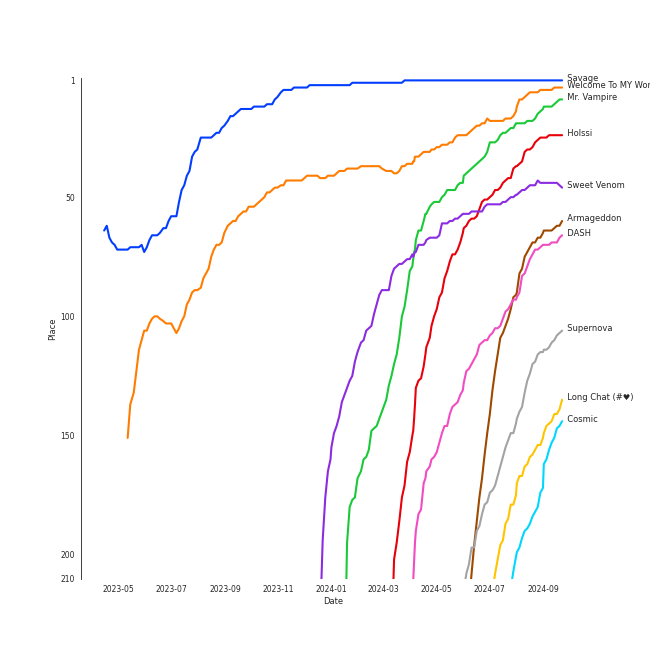 1
50
100
150
200
210
Place
2023-05
2023-07
2023-09
2023-11
2024-01
2024-03
2024-05
2024-07
2024-09
Date
Savage
Welcome To MY Wor
Mr. Vampire
Holssi
Sweet Venom
Armageddon
DASH
Supernova
Long Chat (#♥)
Cosmic